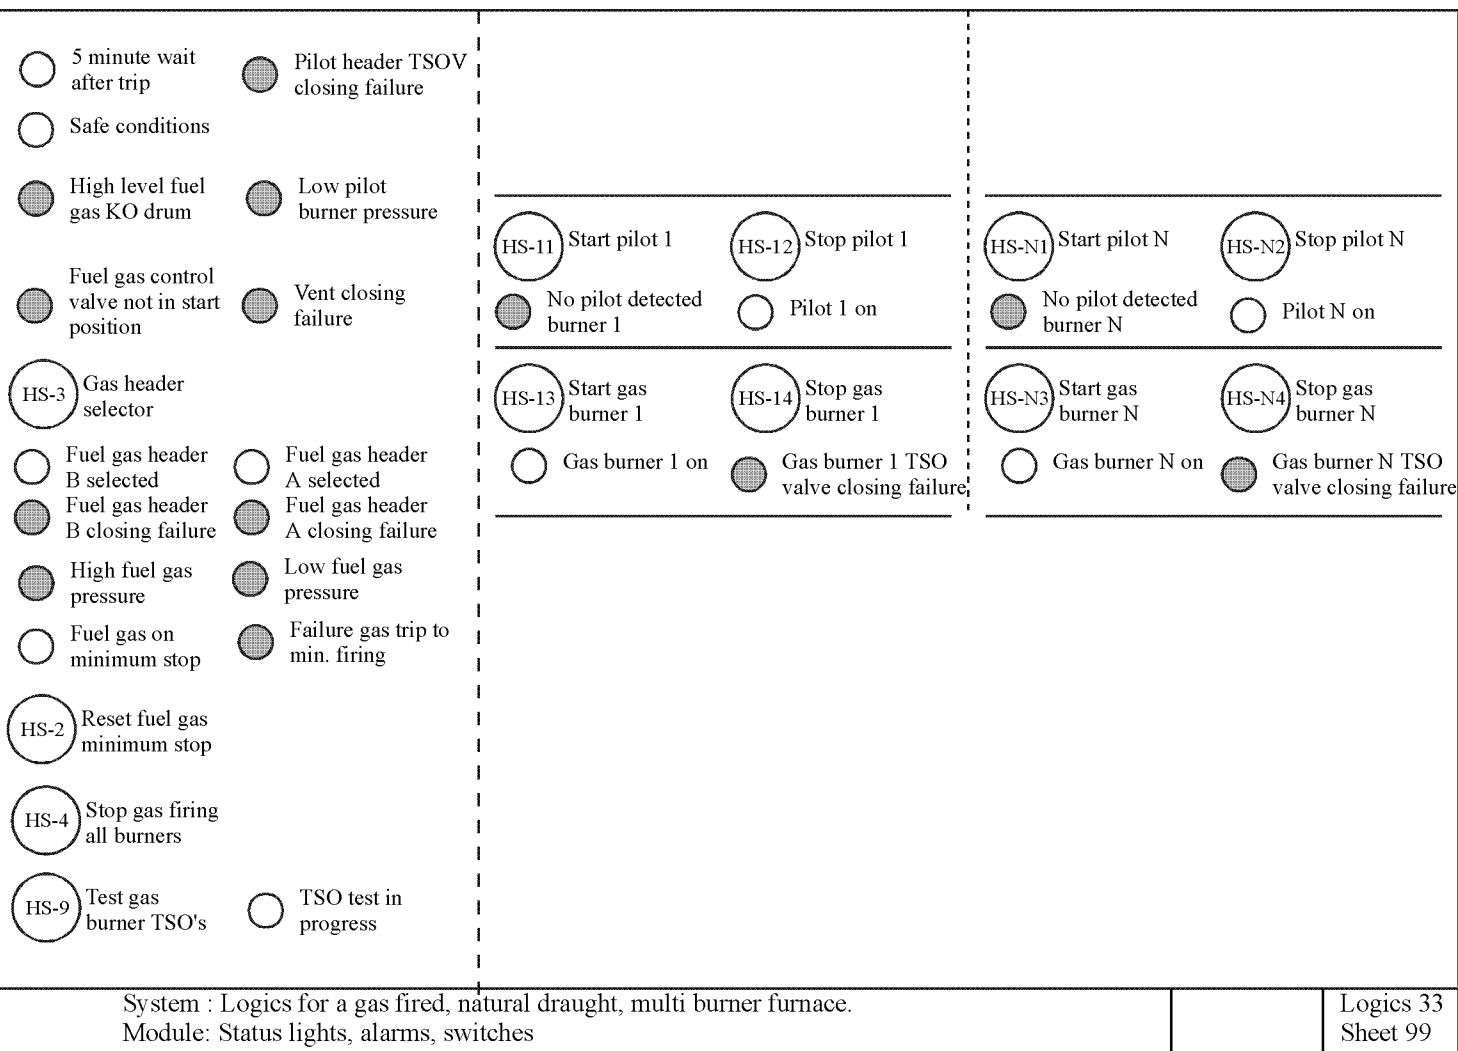 5 minute wait
after trip
Pilot header TSOV
closing failure
Safe conditions
High level fuel
gas KO drum
Low pilot
burner pressure
Fuel gas control
valve not in start
position
Vent closing
failure
HS-3
Gas header
selector
Fuel gas header
B selected
Fuel gas header
A selected
Fuel gas header
B closing failure
Fuel gas header
A closing failure
High fuel gas
pressure
Low fuel gas
pressure
Fuel gas on
minimum stop
Failure gas trip to
min. firing
HS-2
Reset fuel gas
minimum stop
HS-4
Stop gas firing
all burners
HS-9
Test gas
burner TSO's
TSO test in
progress
HS-11
Start pilot 1
HS-12
Stop pilot 1
No pilot detected
burner 1
Pilot 1 on
HS-13
Start gas
burner 1
HS-14
Stop gas
burner 1
Gas burner 1 on
Gas burner 1 TSO
valve closing failure
HS-N1
Start pilot N
HS-N2
Stop pilot N
No pilot detected
burner N
Pilot N on
HS-N3
Start gas
burner N
HS-N4
Stop gas
burner N
Gas burner N on
Gas burner N TSO
valve closing failure
System : Logics for a gas fired, natural draught, multi burner furnace.
Module: Status lights, alarms, switches
Logics 33
Sheet 99